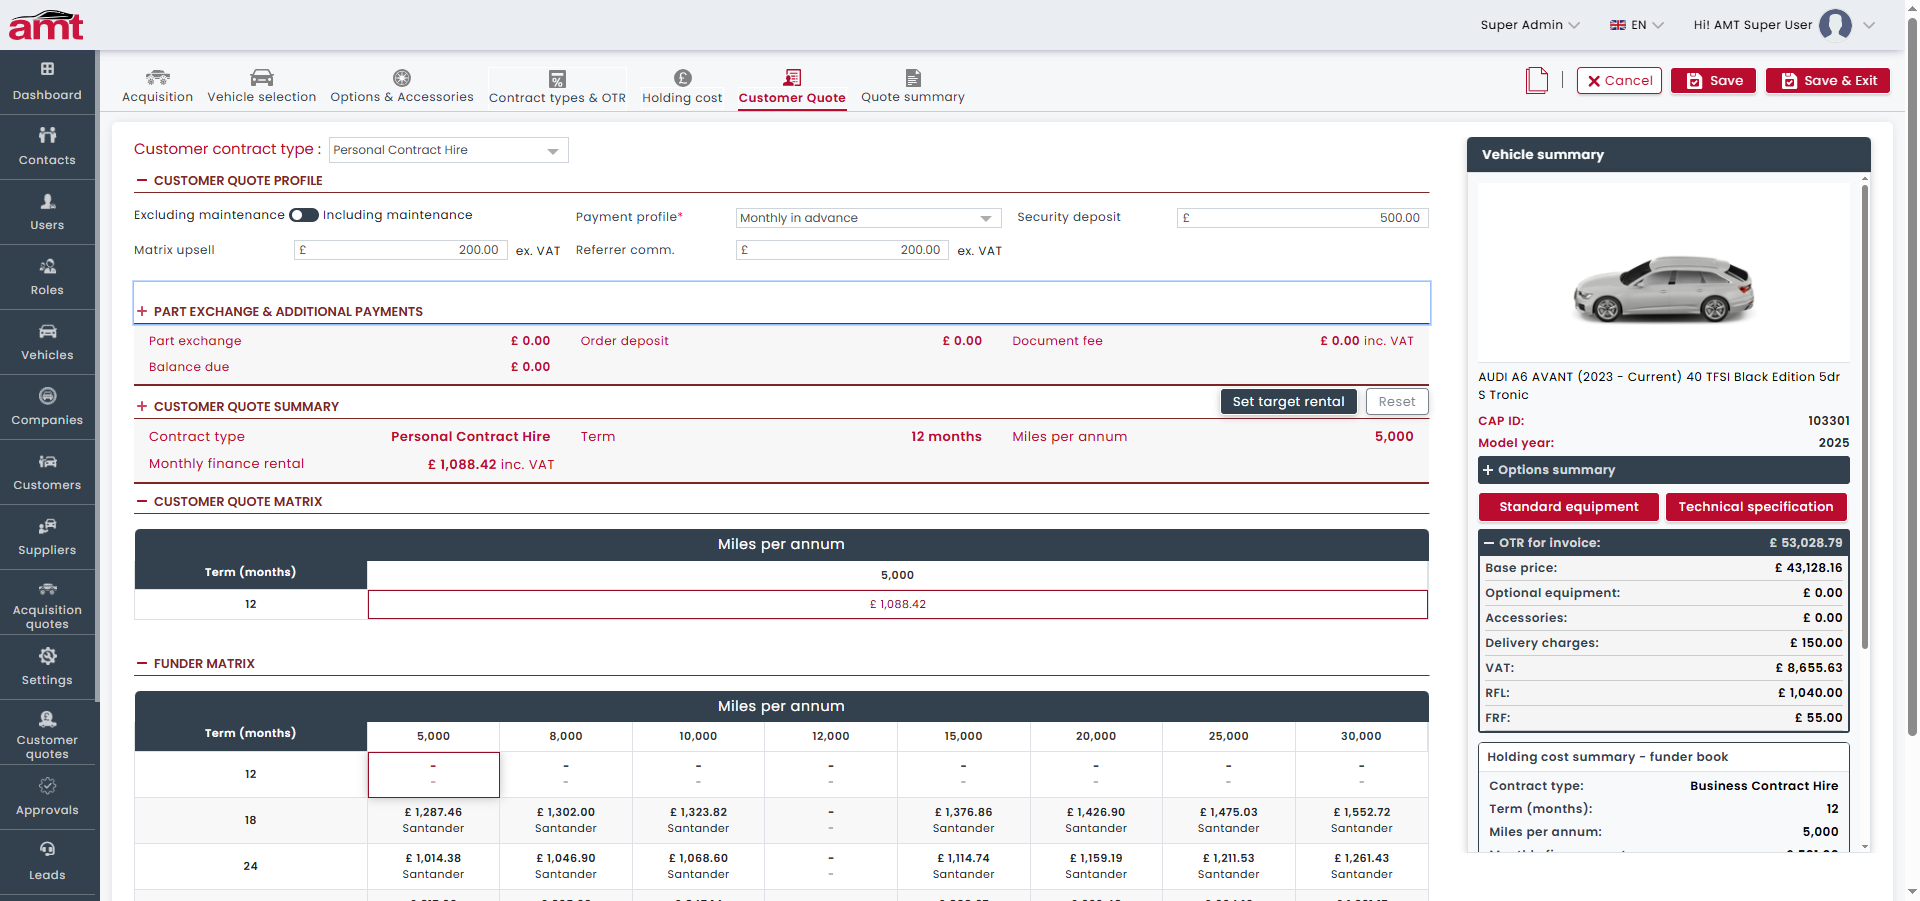 amt
Super Admin
EN
Hi! AMT Super User
Dashboard
Contacts
Users
Roles
Vehicles
Companies
Customers
Suppliers
Acquisition
quotes
Settings
Customer
quotes
Approvals
Leads
Acquisition
Vehicle selection
Options & Accessories
Contract types & OTR
Holding cost
Customer Quote
Quote summary
Cancel
Save
Save & Exit
Customer contract type :
Personal Contract Hire
CUSTOMER QUOTE PROFILE
Excluding maintenance
Including maintenance
Payment profile*
Monthly in advance
Security deposit
£ 500.00
Matrix upsell
£ 200.00 ex. VAT
Referrer comm.
£ 200.00 ex. VAT
+ PART EXCHANGE & ADDITIONAL PAYMENTS
Part exchange £ 0.00
Order deposit £ 0.00
Document fee £ 0.00 inc. VAT
Balance due £ 0.00
+ CUSTOMER QUOTE SUMMARY
Set target rental
Reset
Contract type Personal Contract Hire
Term 12 months
Miles per annum 5,000
Monthly finance rental £ 1,088.42 inc. VAT
CUSTOMER QUOTE MATRIX
Miles per annum
Term (months)
5,000
12 £ 1,088.42
FUNDER MATRIX
Miles per annum
Term (months)
5,000 8,000 10,000 12,000 15,000 20,000 25,000 30,000
12 - - - - - - - -
- - - - - - - -
18 £ 1,287.46 £ 1,302.00 £ 1,323.82 - £ 1,376.86 £ 1,426.90 £ 1,475.03 £ 1,552.72
Santander Santander Santander - Santander Santander Santander Santander
24 £ 1,014.38 £ 1,046.90 £ 1,068.60 - £ 1,114.74 £ 1,159.19 £ 1,211.53 £ 1,261.43
Santander Santander Santander - Santander Santander Santander Santander
Vehicle summary
AUDI A6 AVANT (2023 - Current) 40 TFSI Black Edition 5dr
S Tronic
CAP ID: 103301
Model year: 2025
+ Options summary
Standard equipment
Technical specification
OTR for invoice: £ 53,028.79
Base price: £ 43,128.16
Optional equipment: £ 0.00
Accessories: £ 0.00
Delivery charges: £ 150.00
VAT: £ 8,655.63
RFL: £ 1,040.00
FRF: £ 55.00
Holding cost summary - funder book
Contract type: Business Contract Hire
Term (months): 12
Miles per annum: 5,000